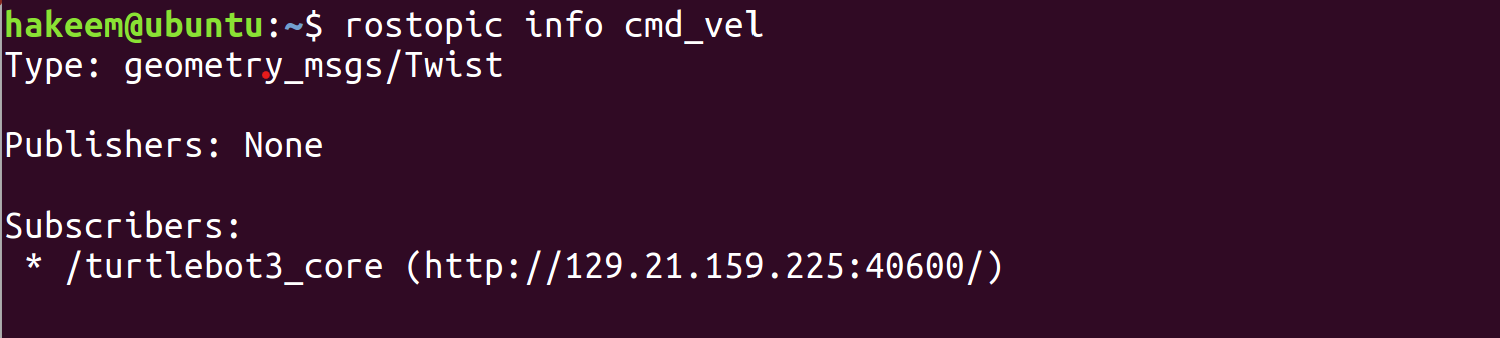 hakeem@ubuntu:~$ rostopic info cmd_vel
Type: geometry_msgs/Twist
Publishers: None
Subscribers:
* /turtlebot3_core (http://129.21.159.225:40600/)